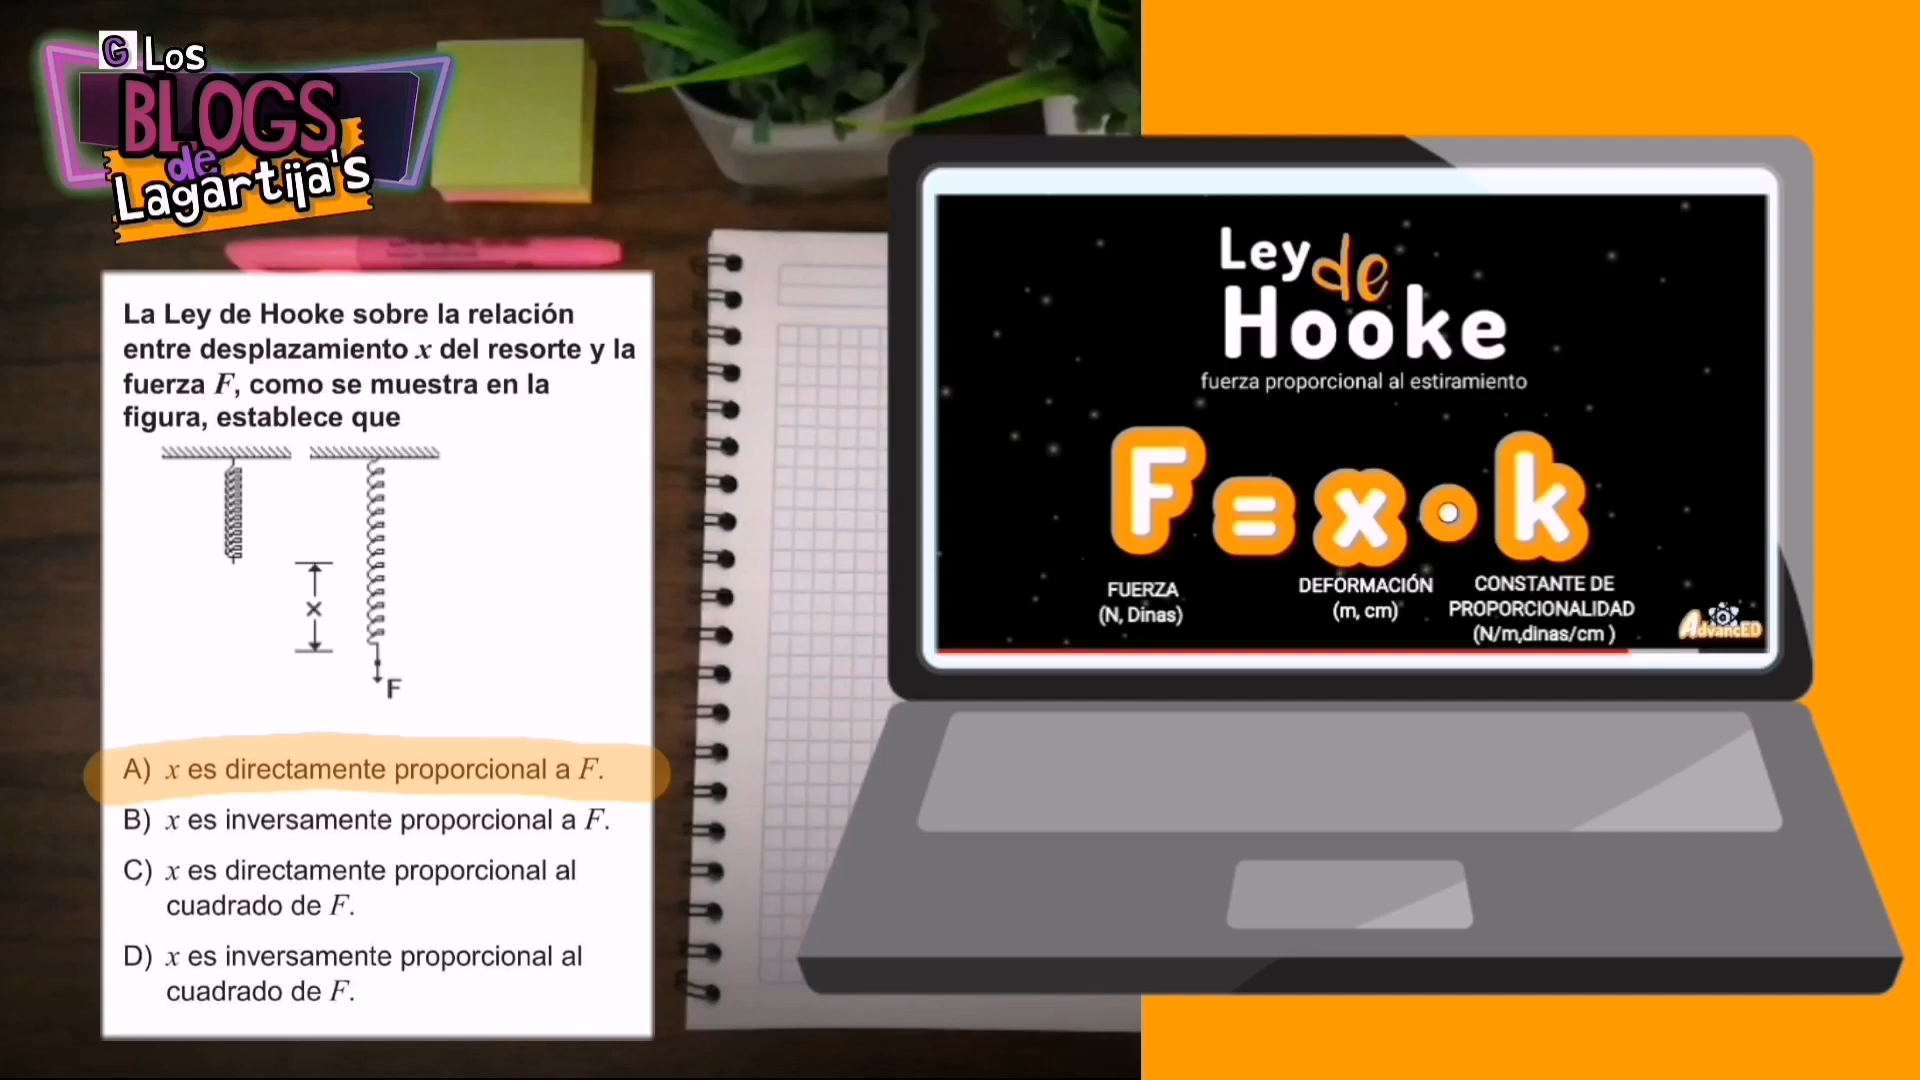 G Los
BLOGS
de
Lagartija's
La Ley de Hooke sobre la relación
entre desplazamiento x del resorte y la
fuerza F, como se muestra en la
figura, establece que
x
F
A) x es directamente proporcional a F.
B) x es inversamente proporcional a F.
C) x es directamente proporcional al
cuadrado de F.
D) x es inversamente proporcional al
cuadrado de F.
Ley de
Hooke
fuerza proporcional al estiramiento
F = x • k
FUERZA
(N, Dinas)
DEFORMACIÓN
(m, cm)
CONSTANTE DE
PROPORCIONALIDAD
(N/m,dinas/cm )
AdvancED